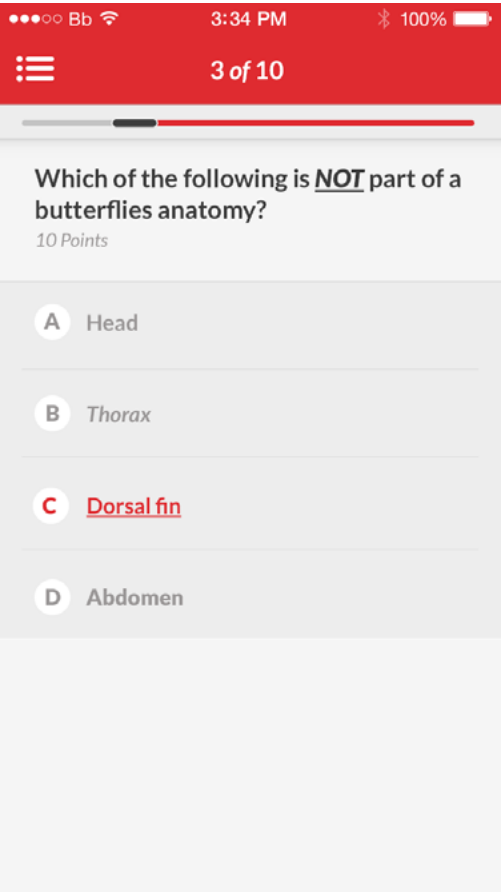 Bb 3:34 PM 100%
3 of 10
Which of the following is NOT part of a
butterflies anatomy?
10 Points
A Head
B Thorax
C Dorsal fin
D Abdomen